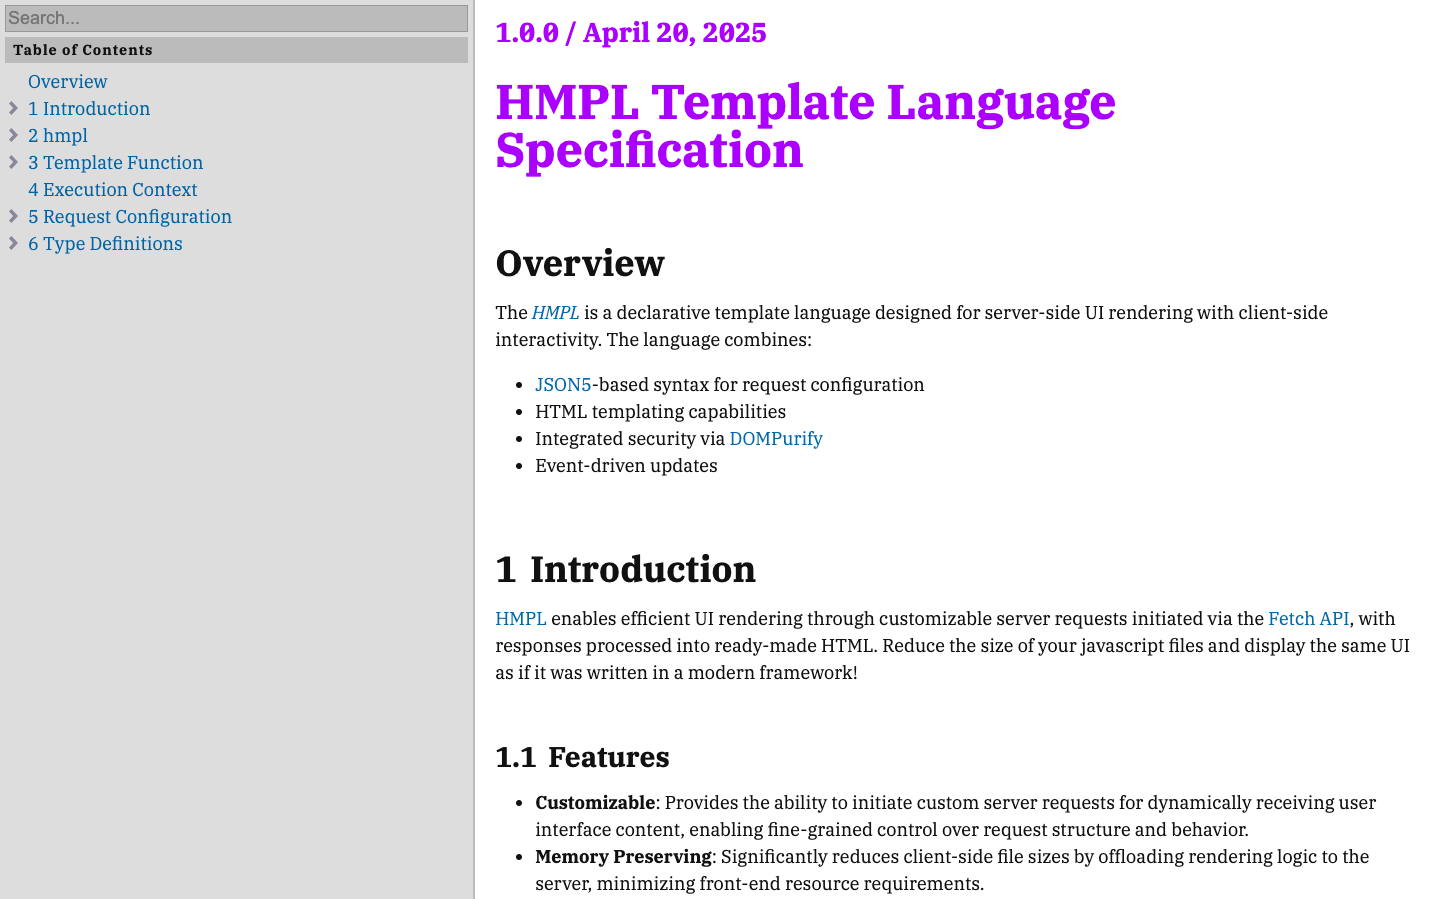 Search...
Table of Contents
Overview
1 Introduction
2 hmpl
3 Template Function
4 Execution Context
5 Request Configuration
6 Type Definitions
1.0.0 / April 20, 2025
HMPL Template Language
Specification
Overview
The HMPL is a declarative template language designed for server-side UI rendering with client-side
interactivity. The language combines:
JSON5-based syntax for request configuration
HTML templating capabilities
Integrated security via DOMPurify
Event-driven updates
1 Introduction
HMPL enables efficient UI rendering through customizable server requests initiated via the Fetch API, with
responses processed into ready-made HTML. Reduce the size of your javascript files and display the same UI
as if it was written in a modern framework!
1.1 Features
Customizable: Provides the ability to initiate custom server requests for dynamically receiving user
interface content, enabling fine-grained control over request structure and behavior.
Memory Preserving: Significantly reduces client-side file sizes by offloading rendering logic to the
server, minimizing front-end resource requirements.